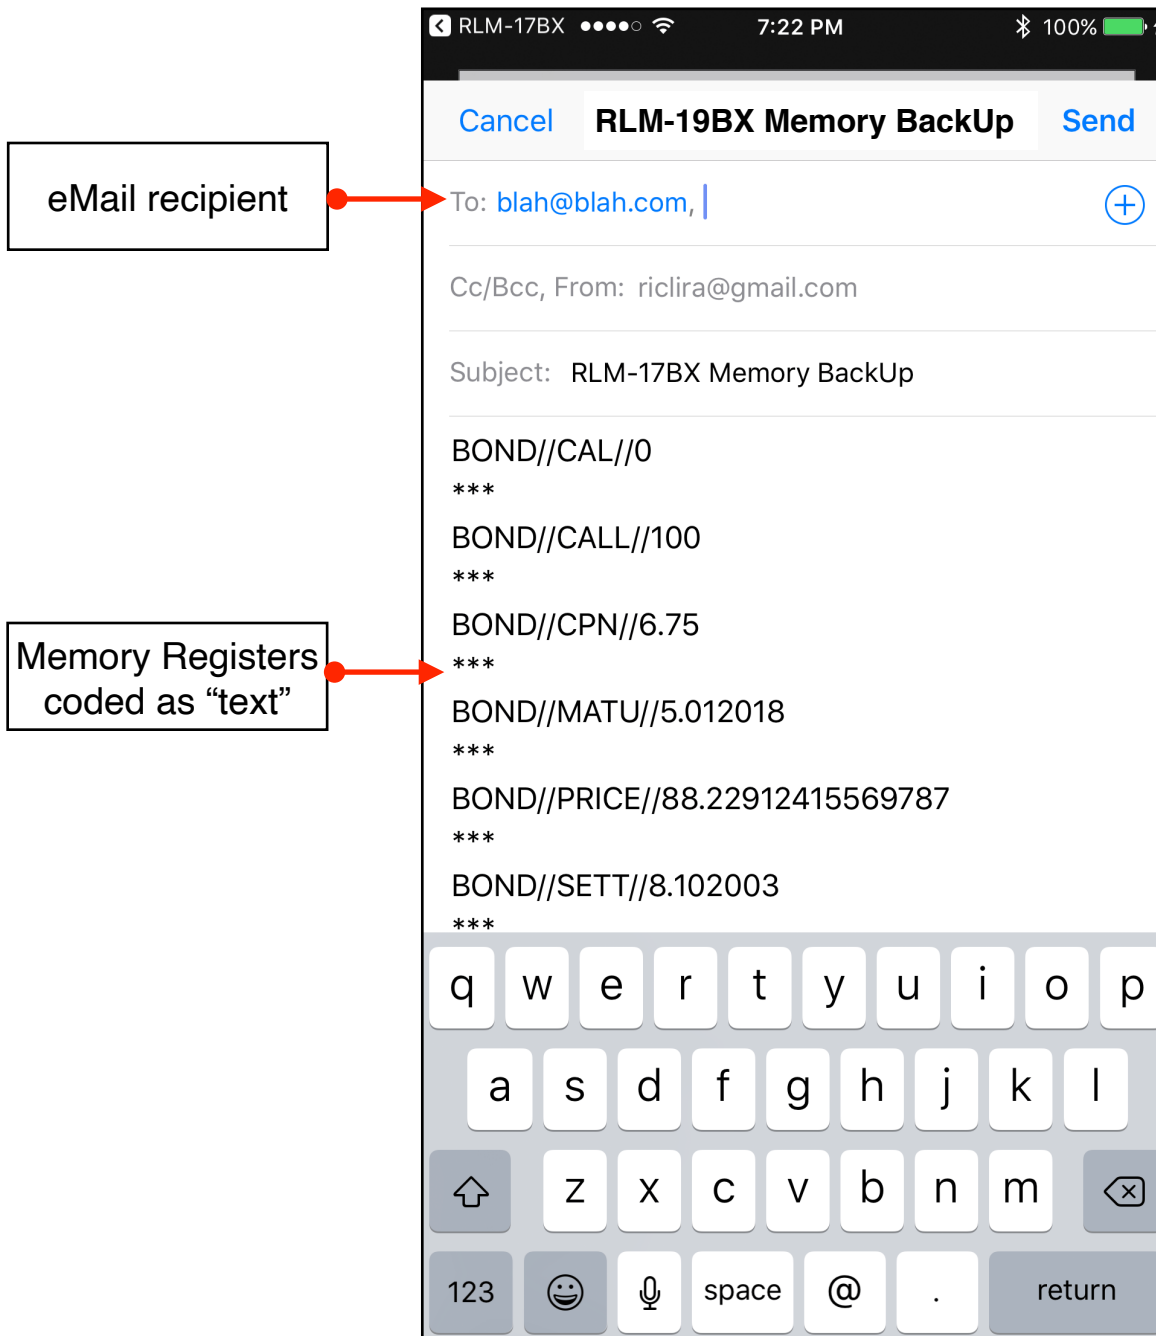 RLM-17BX 7:22 PM 100%
Cancel RLM-19BX Memory BackUp Send
eMail recipient
To: blah@blah.com,
Cc/Bcc, From: riclira@gmail.com
Subject: RLM-17BX Memory BackUp
BOND//CAL//0
***
BOND//CALL//100
***
BOND//CPN//6.75
Memory Registers
coded as “text”
***
BOND//MATU//5.012018
***
BOND//PRICE//88.22912415569787
***
BOND//SETT//8.102003
***
q w e r t y u i o p
a s d f g h j k l
z x c v b n m
123 space @ . return